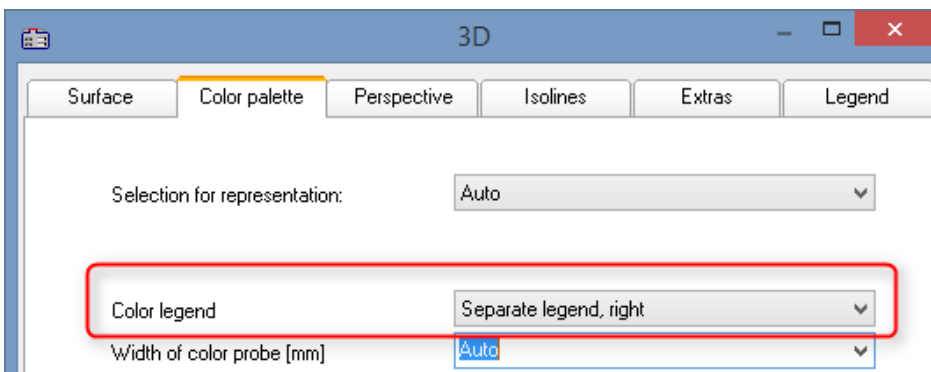 3D
Surface Color palette Perspective Isolines Extras Legend
Selection for representation: Auto
Color legend Separate legend, right
Width of color probe [mm] Auto